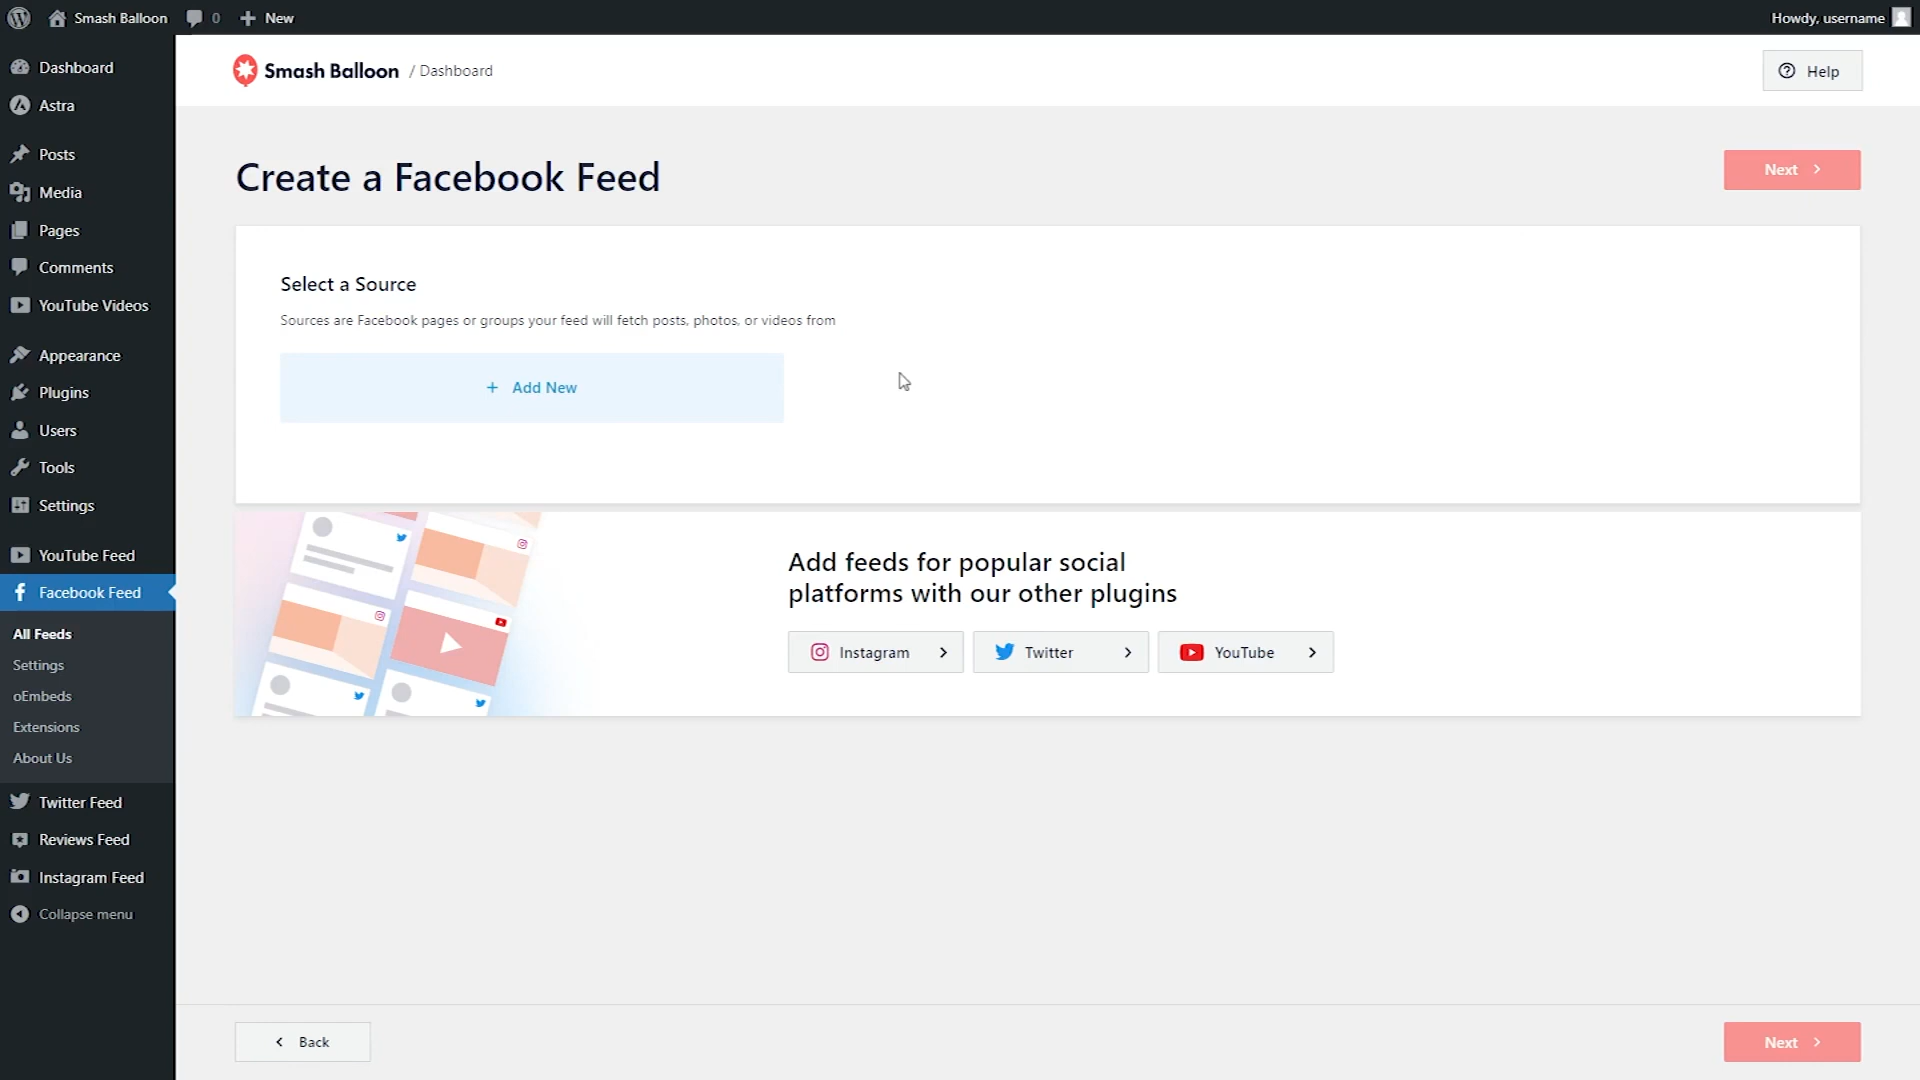 Smash Balloon
0
New
Howdy, username
Dashboard
Astra
Posts
Media
Pages
Comments
YouTube Videos
Appearance
Plugins
Users
Tools
Settings
YouTube Feed
Facebook Feed
All Feeds
Settings
oEmbeds
Extensions
About Us
Twitter Feed
Reviews Feed
Instagram Feed
Collapse menu
Smash Balloon / Dashboard
Help
Create a Facebook Feed
Next
Select a Source
Sources are Facebook pages or groups your feed will fetch posts, photos, or videos from
+ Add New
Add feeds for popular social
platforms with our other plugins
Instagram
Twitter
YouTube
Back
Next